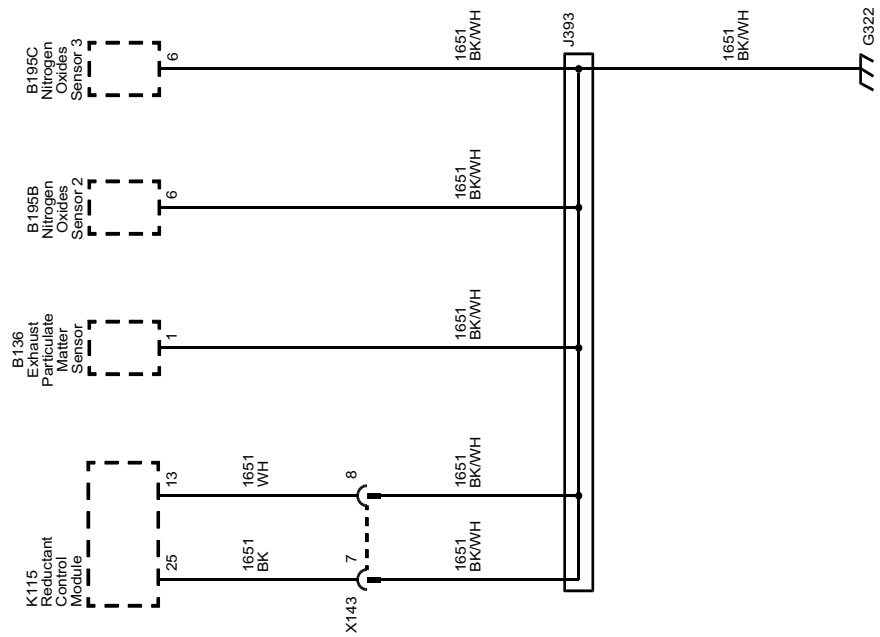 K115
Reductant
Control
Module
25
13
1651
BK
1651
WH
X143
7
8
1651
BK/WH
1651
BK/WH
B136
Exhaust
Particulate
Matter
Sensor
1
1651
BK/WH
B195B
Nitrogen
Oxides
Sensor 2
6
1651
BK/WH
B195C
Nitrogen
Oxides
Sensor 3
6
1651
BK/WH
J393
1651
BK/WH
G322